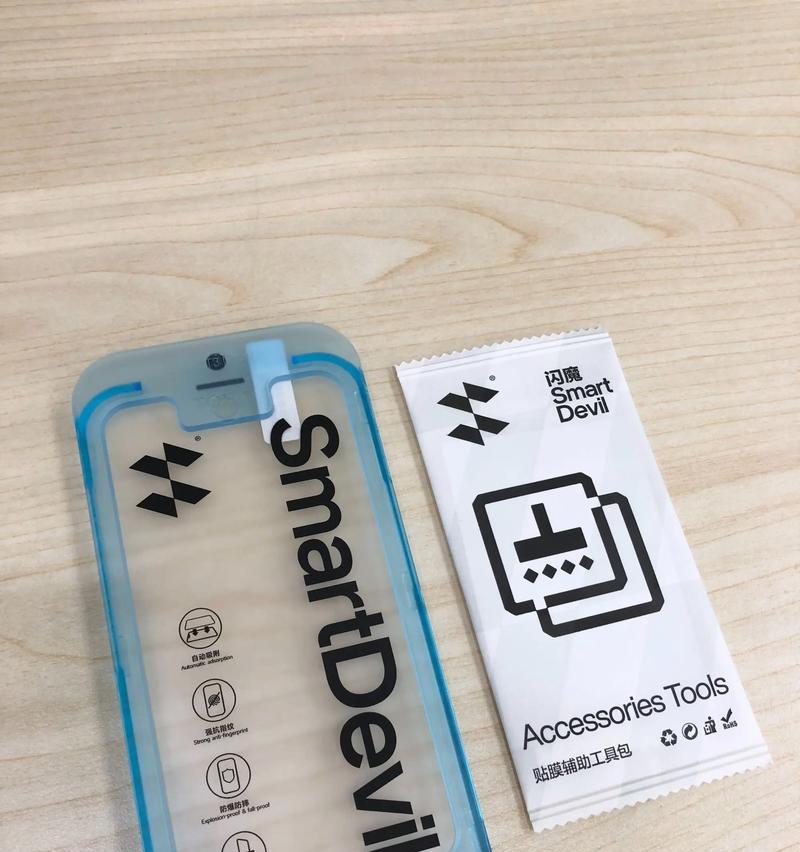 SmartDevil
®
自动吸附
Automatic adsorption
强抗指纹
Strong anti-fingerprint
防爆防摔
Explosion-proof & fall-proof
®
闪魔
Smart
Devil
Accessories Tools
贴膜辅助工具包
RoHS